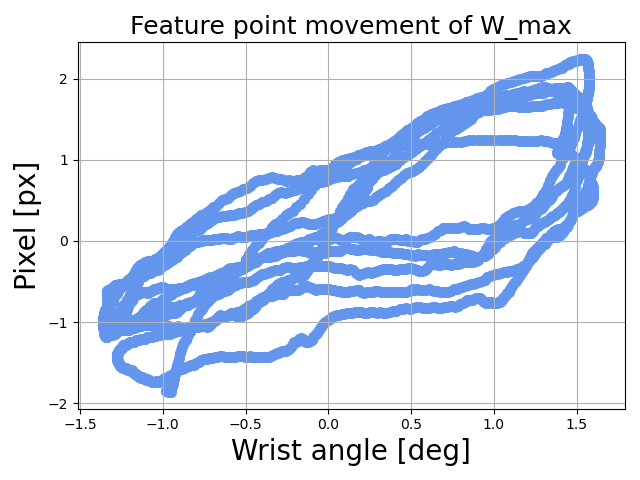 Feature point movement of W_max
Pixel [px]
2
1
0
−1
−2
−1.5 −1.0 −0.5 0.0 0.5 1.0 1.5
Wrist angle [deg]